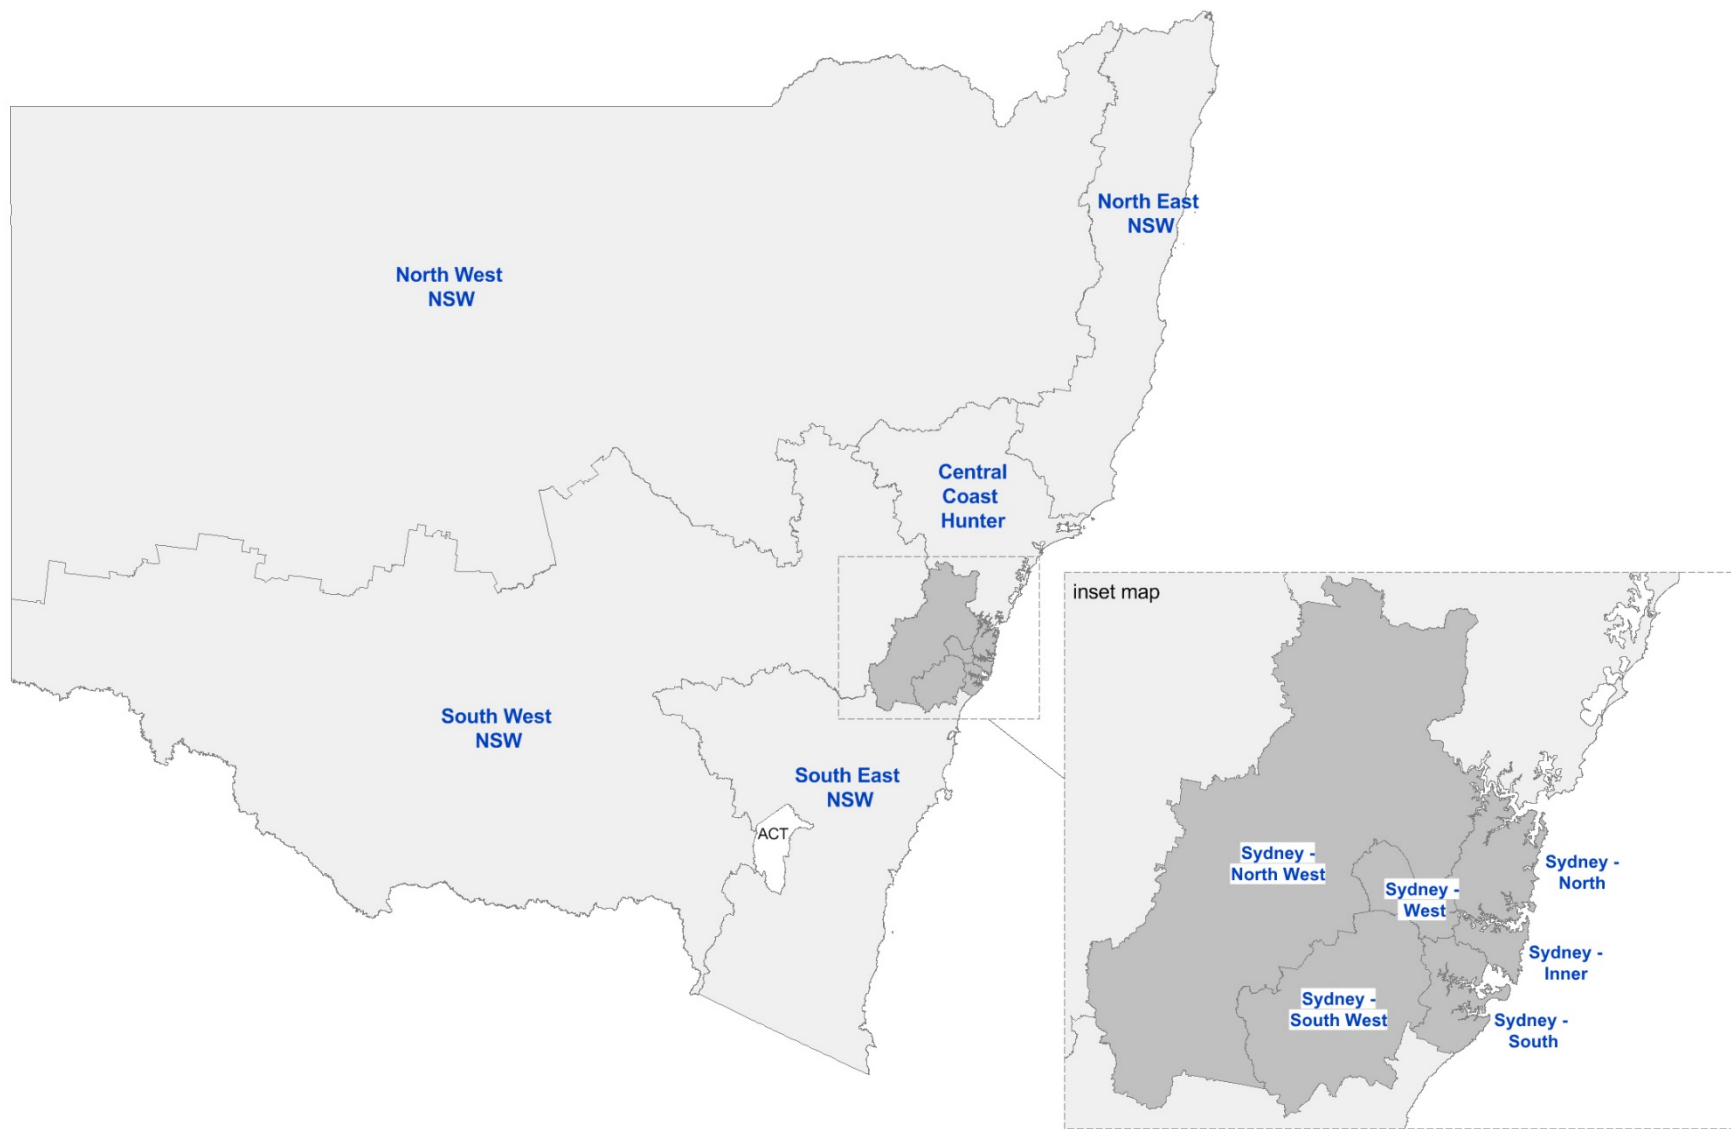 North East
NSW
North West
NSW
Central
Coast
Hunter
South West
NSW
South East
NSW
ACT
inset map
Sydney -
North West
Sydney -
North
Sydney -
West
Sydney -
Inner
Sydney -
South West
Sydney -
South